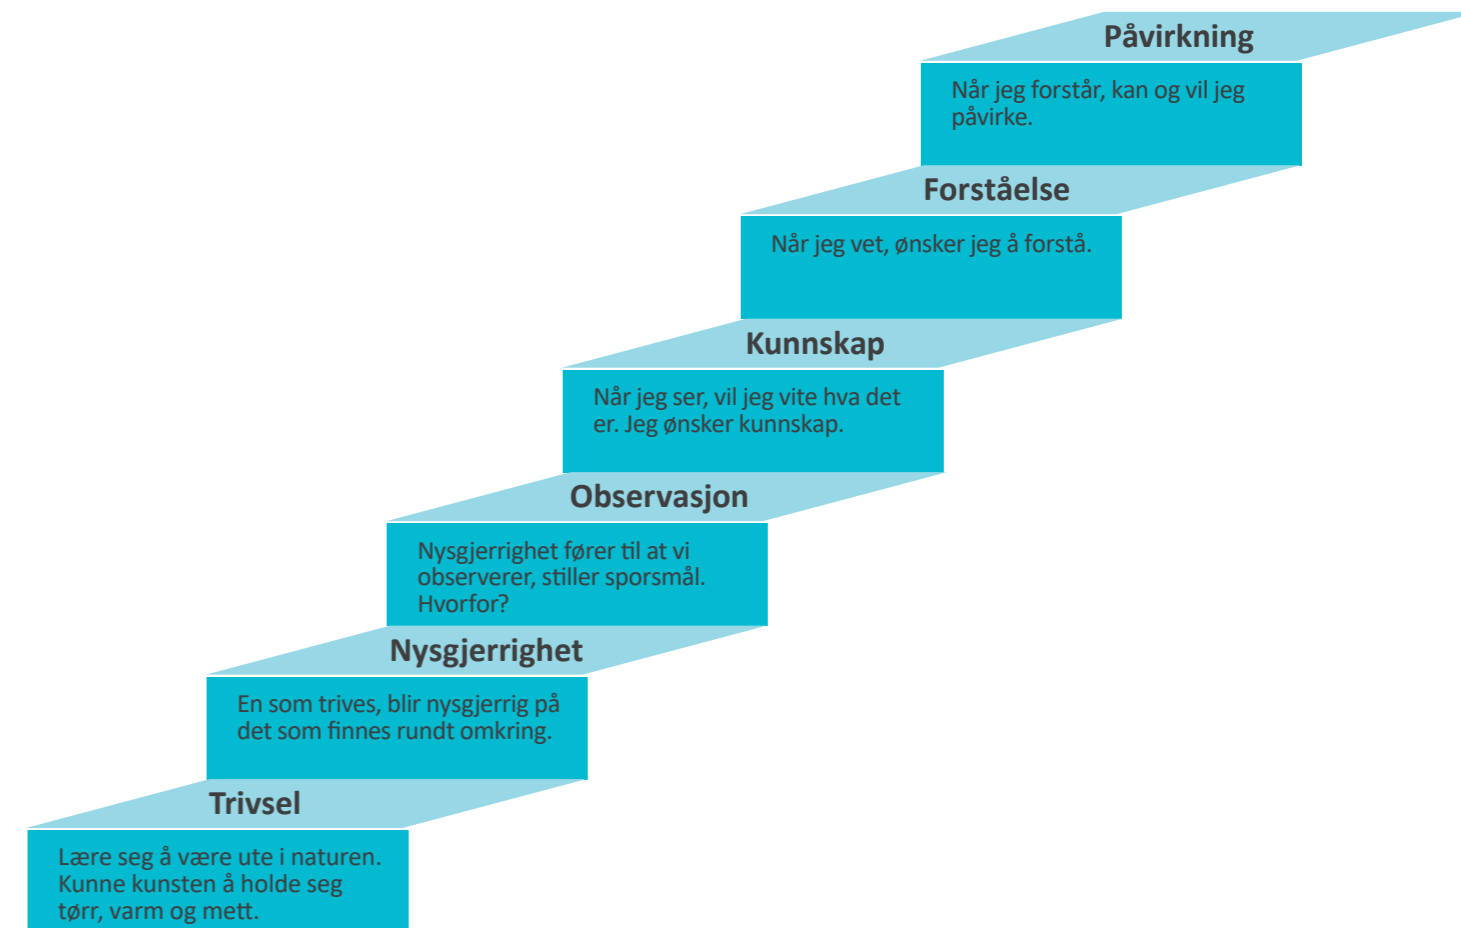 Påvirkning
Når jeg forstår, kan og vil jeg
påvirke.
Forståelse
Når jeg vet, ønsker jeg å forstå.
Kunnskap
Når jeg ser, vil jeg vite hva det
er. Jeg ønsker kunnskap.
Observasjon
Nysgjerrighet fører til at vi
observerer, stiller sporsmål.
Hvorfor?
Nysgjerrighet
En som trives, blir nysgjerrig på
det som finnes rundt omkring.
Trivsel
Lære seg å være ute i naturen.
Kunne kunsten å holde seg
tørr, varm og mett.